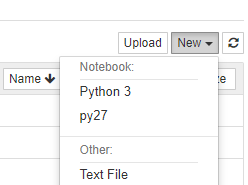 Upload New
Name
Notebook:
Python 3
py27
Other:
Text File